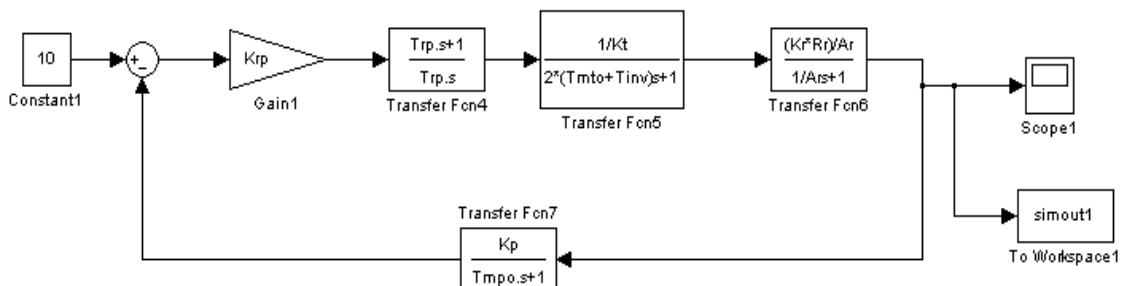 10
Constant1
+
-
Krp
Gain1
Trp.s+1
Trp.s
Transfer Fcn4
1/Kt
2*(Tmto+Tinv)s+1
Transfer Fcn5
(Kr*Rr)/Ar
1/Ars+1
Transfer Fcn6
Scope1
simout1
To Workspace1
Transfer Fcn7
Kp
Tmpo.s+1